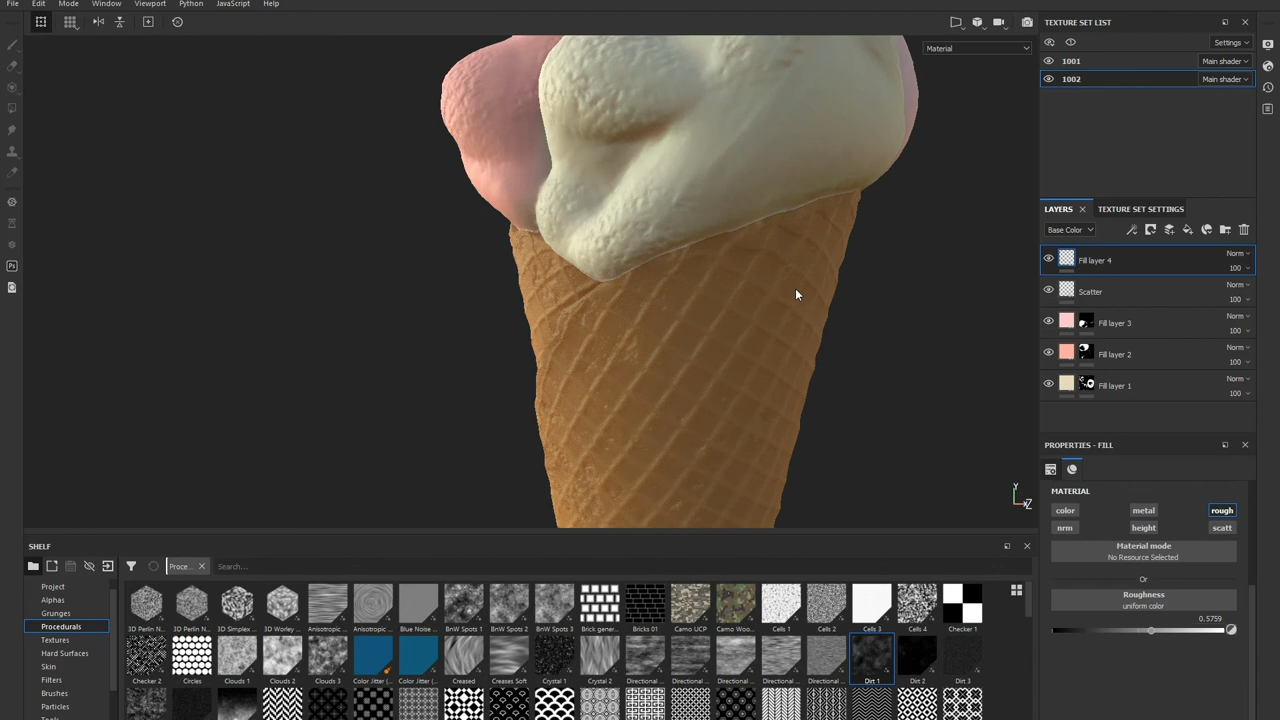 File Edit Mode Window Viewport Python JavaScript Help
Material
TEXTURE SET LIST
Settings
1001 Main shader
1002 Main shader
LAYERS TEXTURE SET SETTINGS
Base Color
Fill layer 4 Norm
100
Scatter Norm
100
Fill layer 3 Norm
100
Fill layer 2 Norm
100
Fill layer 1 Norm
100
PROPERTIES - FILL
MATERIAL
color metal rough
nrm height scatt
Material mode
No Resource Selected
Or
Roughness
uniform color
0.5759
Y
Z
Ps
SHELF
Proce... Search...
Project
Alphas
Grunges
Procedurals
Textures
Hard Surfaces
Skin
Filters
Brushes
Particles
Tools
3D Perlin N... 3D Perlin N... 3D Simplex ... 3D Worley ... Anisotropic ... Anisotropic ... Blue Noise ... BnW Spots 1 BnW Spots 2 BnW Spots 3 Brick gener... Bricks 01 Camo UCP Camo Woo... Cells 1 Cells 2 Cells 3 Cells 4 Checker 1
Checker 2 Circles Clouds 1 Clouds 2 Clouds 3 Color Jitter (... Color Jitter (... Creased Creases Soft Crystal 1 Crystal 2 Directional ... Directional ... Directional ... Directional ... Directional ... Dirt 1 Dirt 2 Dirt 3